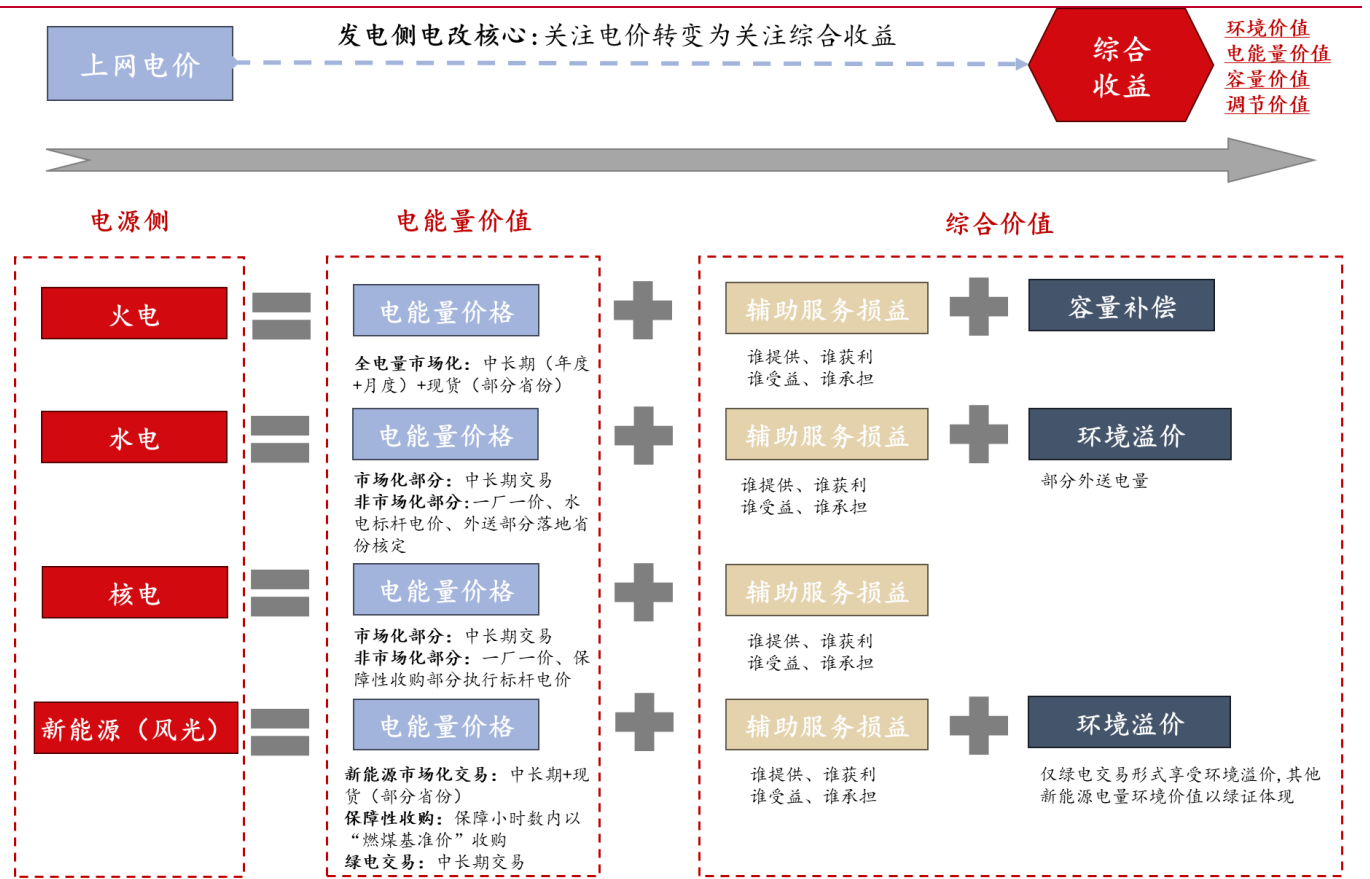 发电侧电改核心:关注电价转变为关注综合收益
上网电价
综合
收益
环境价值
电能量价值
容量价值
调节价值
电源侧
电能量价值
综合价值
火电
电能量价格
辅助服务损益
容量补偿
全电量市场化：中长期（年度
+月度）+现货（部分省份）
谁提供、谁获利
谁受益、谁承担
水电
电能量价格
辅助服务损益
环境溢价
市场化部分：中长期交易
非市场化部分:一厂一价、水
电标杆电价、外送部分落地省
份核定
谁提供、谁获利
谁受益、谁承担
部分外送电量
核电
电能量价格
辅助服务损益
市场化部分：中长期交易
非市场化部分：一厂一价、保
障性收购部分执行标杆电价
谁提供、谁获利
谁受益、谁承担
新能源（风光）
电能量价格
辅助服务损益
环境溢价
新能源市场化交易：中长期+现
货（部分省份）
保障性收购：保障小时数内以
“燃煤基准价”收购
绿电交易：中长期交易
谁提供、谁获利
谁受益、谁承担
仅绿电交易形式享受环境溢价,其他
新能源电量环境价值以绿证体现